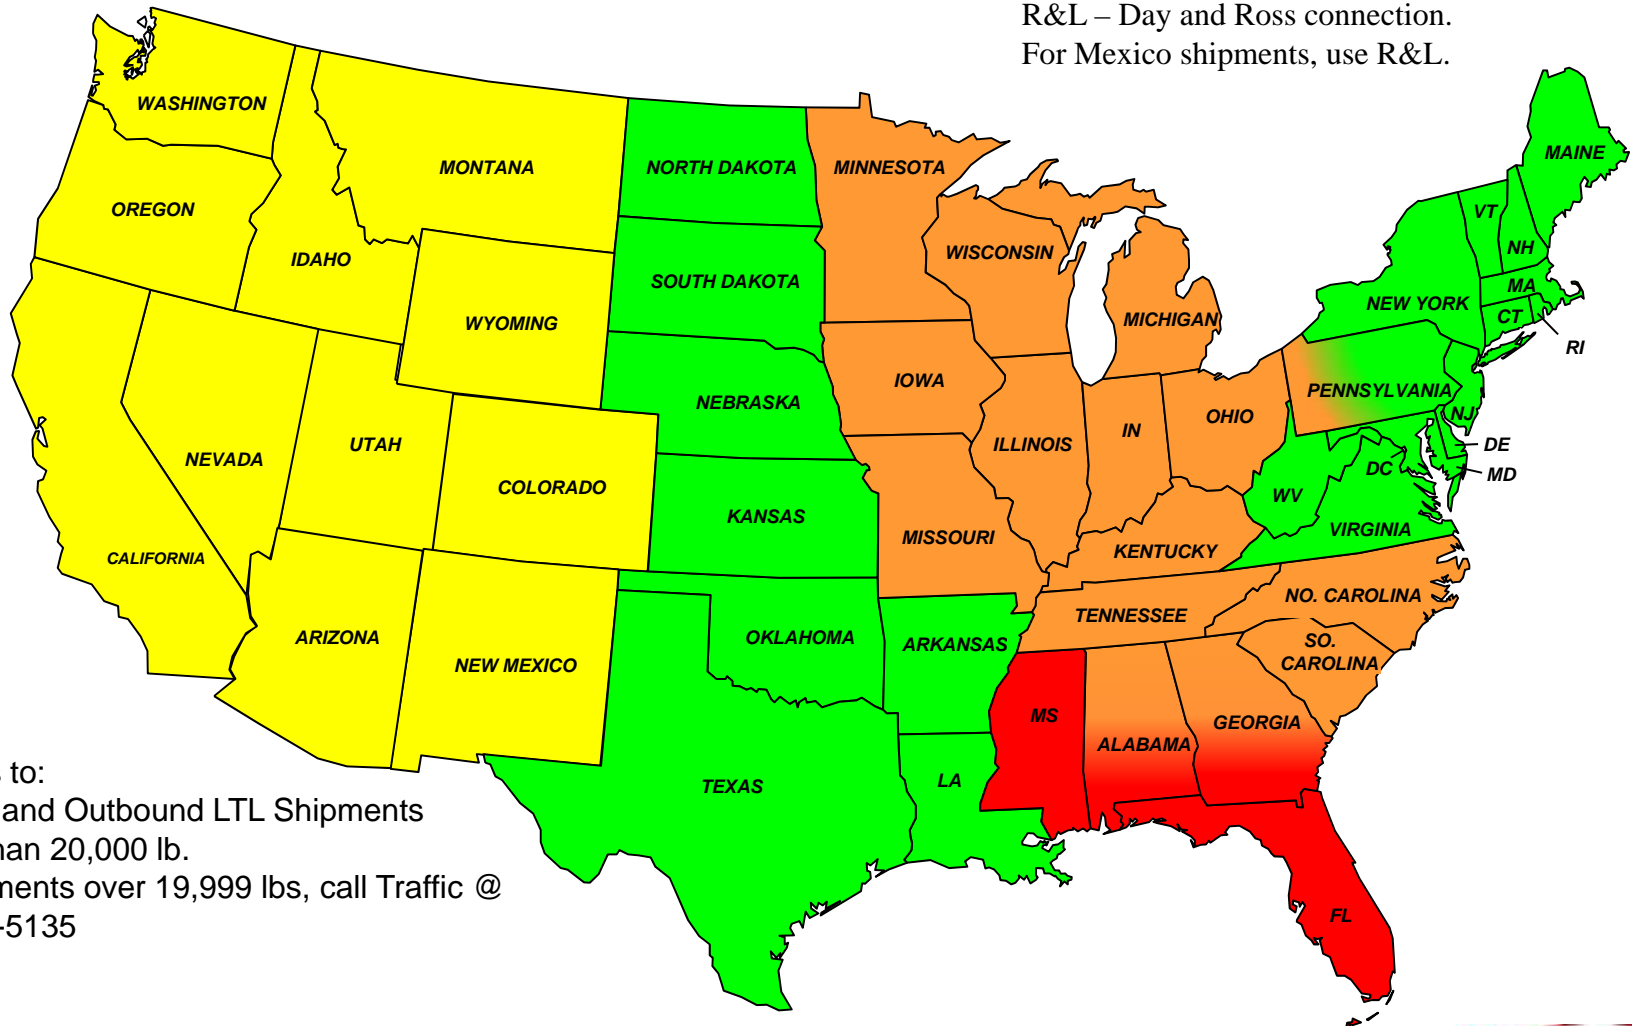 R&L – Day and Ross connection.
For Mexico shipments, use R&L.
WASHINGTON
MONTANA
NORTH DAKOTA
MINNESOTA
MAINE
OREGON
IDAHO
VT
NH
WISCONSIN
SOUTH DAKOTA
MA
NEW YORK
CT
RI
WYOMING
MICHIGAN
IOWA
PENNSYLVANIA
NEBRASKA
NJ
OHIO
UTAH
NEVADA
ILLINOIS
IN
DE
MD
DC
WV
COLORADO
KANSAS
VIRGINIA
MISSOURI
KENTUCKY
CALIFORNIA
NO. CAROLINA
TENNESSEE
ARIZONA
OKLAHOMA
ARKANSAS
SO.
CAROLINA
NEW MEXICO
MS
GEORGIA
ALABAMA
TEXAS
LA
FL
to:
and Outbound LTL Shipments
han 20,000 lb.
ments over 19,999 lbs, call Traffic @
-5135